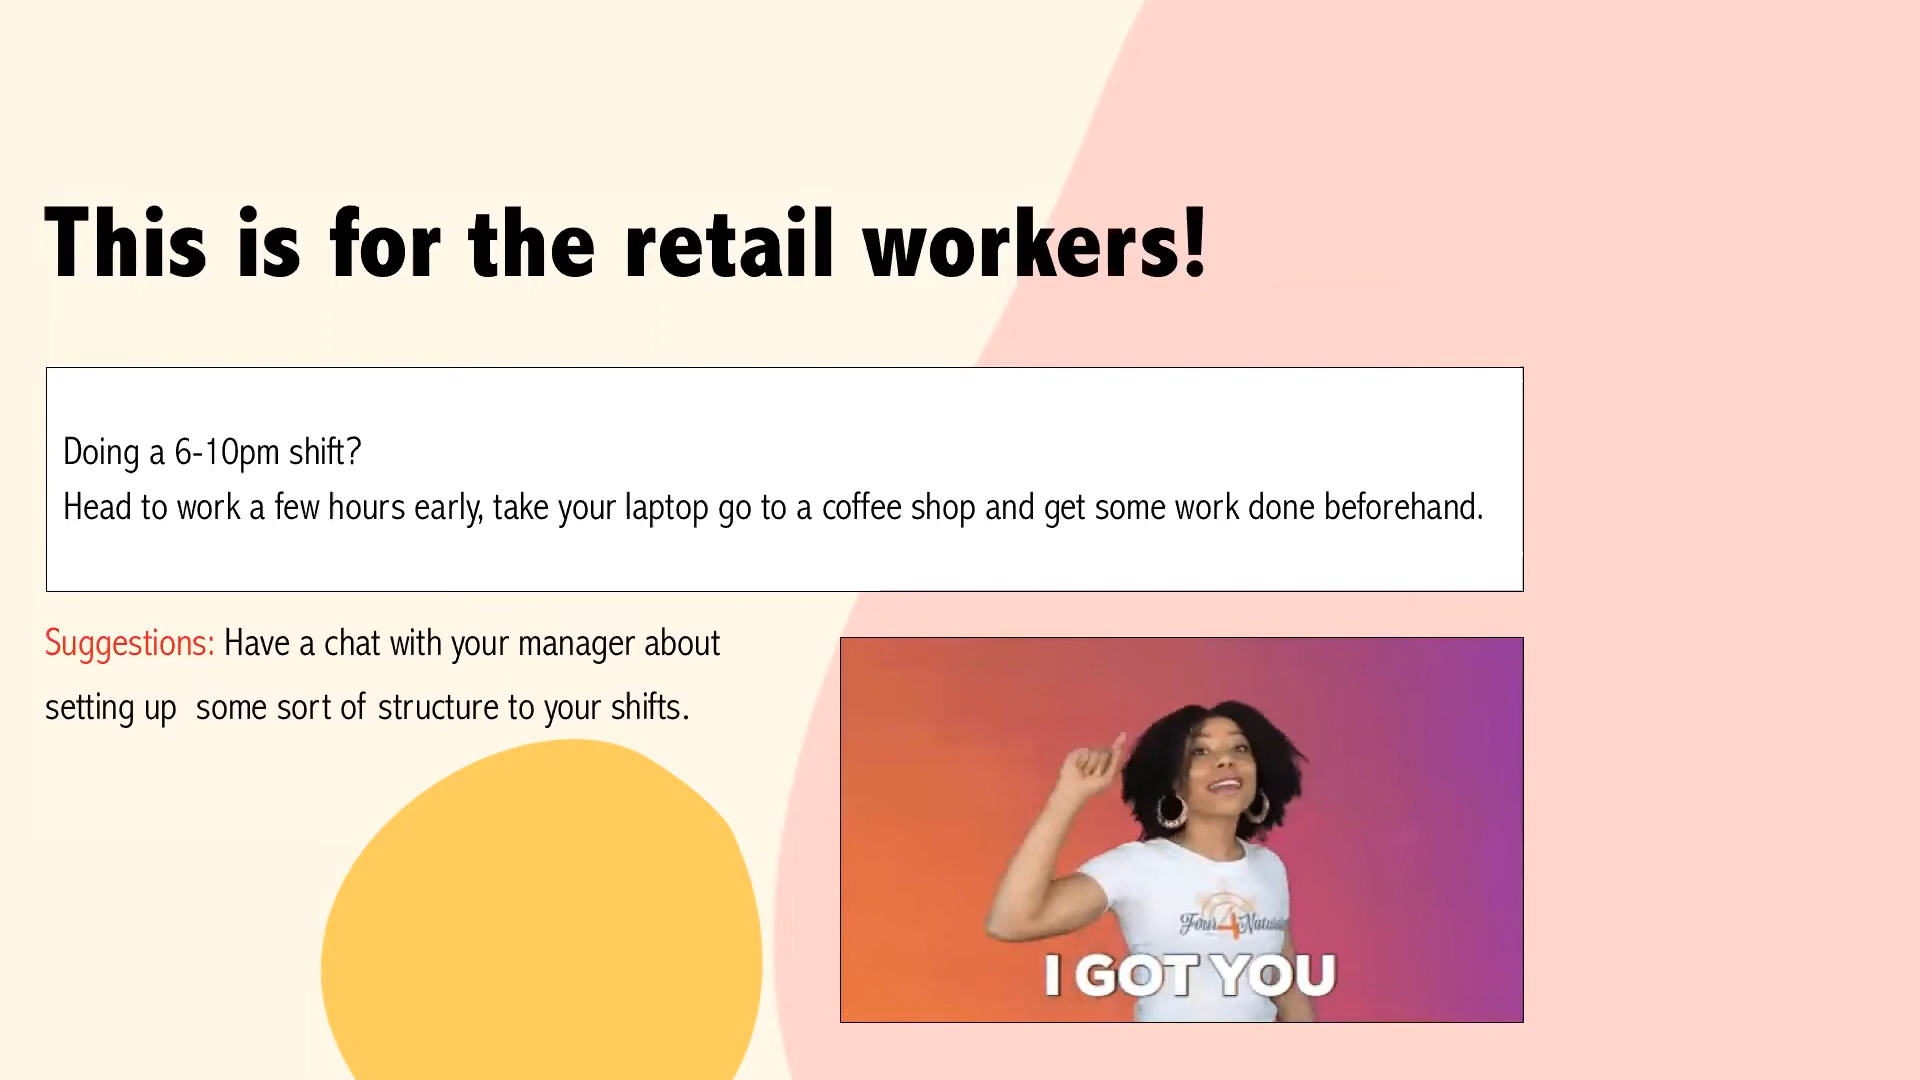 This is for the retail workers!
Doing a 6-10pm shift?
Head to work a few hours early, take your laptop go to a coffee shop and get some work done beforehand.
Suggestions: Have a chat with your manager about
setting up  some sort of structure to your shifts.
Four 4
I GOT YOU